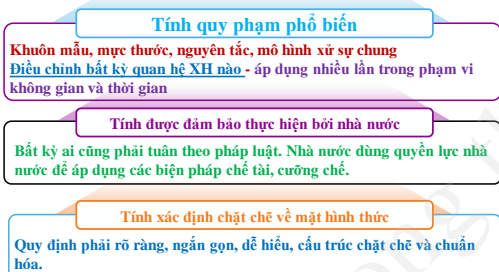 Tính quy phạm phổ biến
Khuôn mẫu, mực thước, nguyên tắc, mô hình xử sự chung
Điều chỉnh bất kỳ quan hệ XH nào - áp dụng nhiều lần trong phạm vi
không gian và thời gian
Tính được đảm bảo thực hiện bởi nhà nước
Bất kỳ ai cũng phải tuân theo pháp luật. Nhà nước dùng quyền lực nhà
nước để áp dụng các biện pháp chế tài, cưỡng chế.
Tính xác định chặt chẽ về mặt hình thức
Quy định phải rõ ràng, ngắn gọn, dễ hiểu, cấu trúc chặt chẽ và chuẩn
hóa.